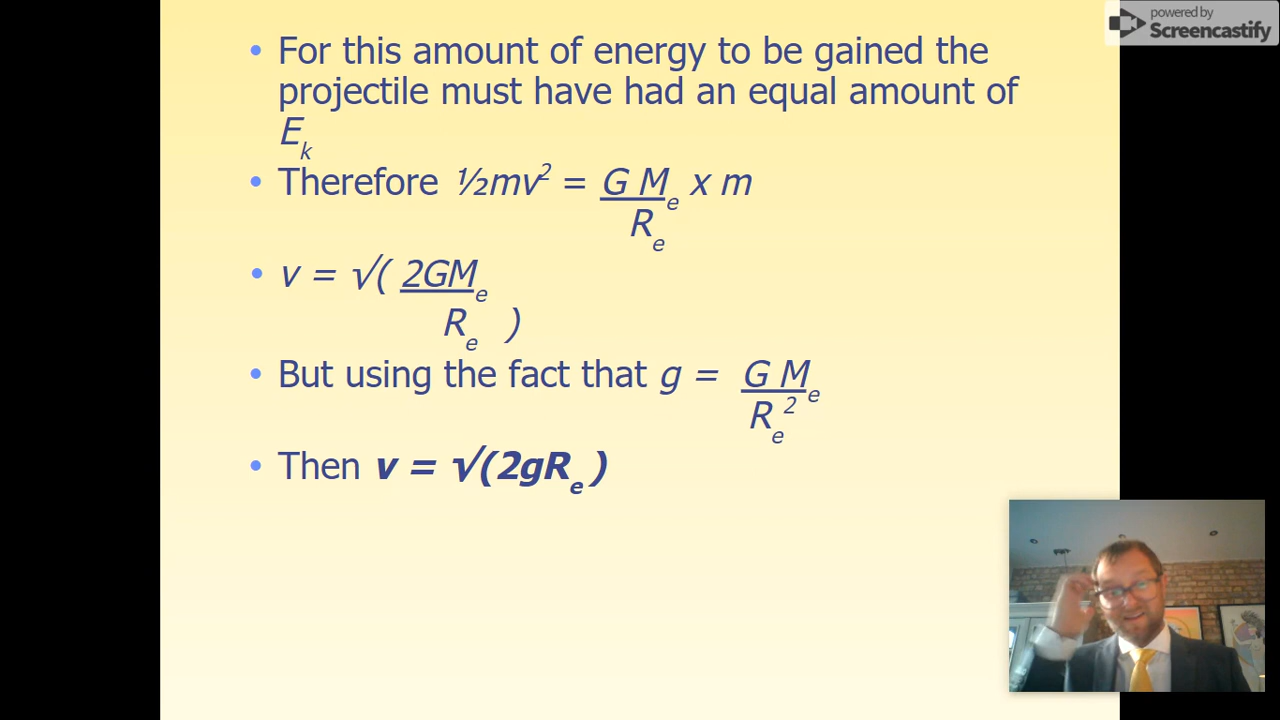 powered by
Screencastify
• For this amount of energy to be gained the
projectile must have had an equal amount of
Eₖ
• Therefore ½mv² = G Mₑ x m
Rₑ
• v = √( 2GMₑ
Rₑ )
• But using the fact that g = G Mₑ
Rₑ²
• Then v = √(2gRₑ )